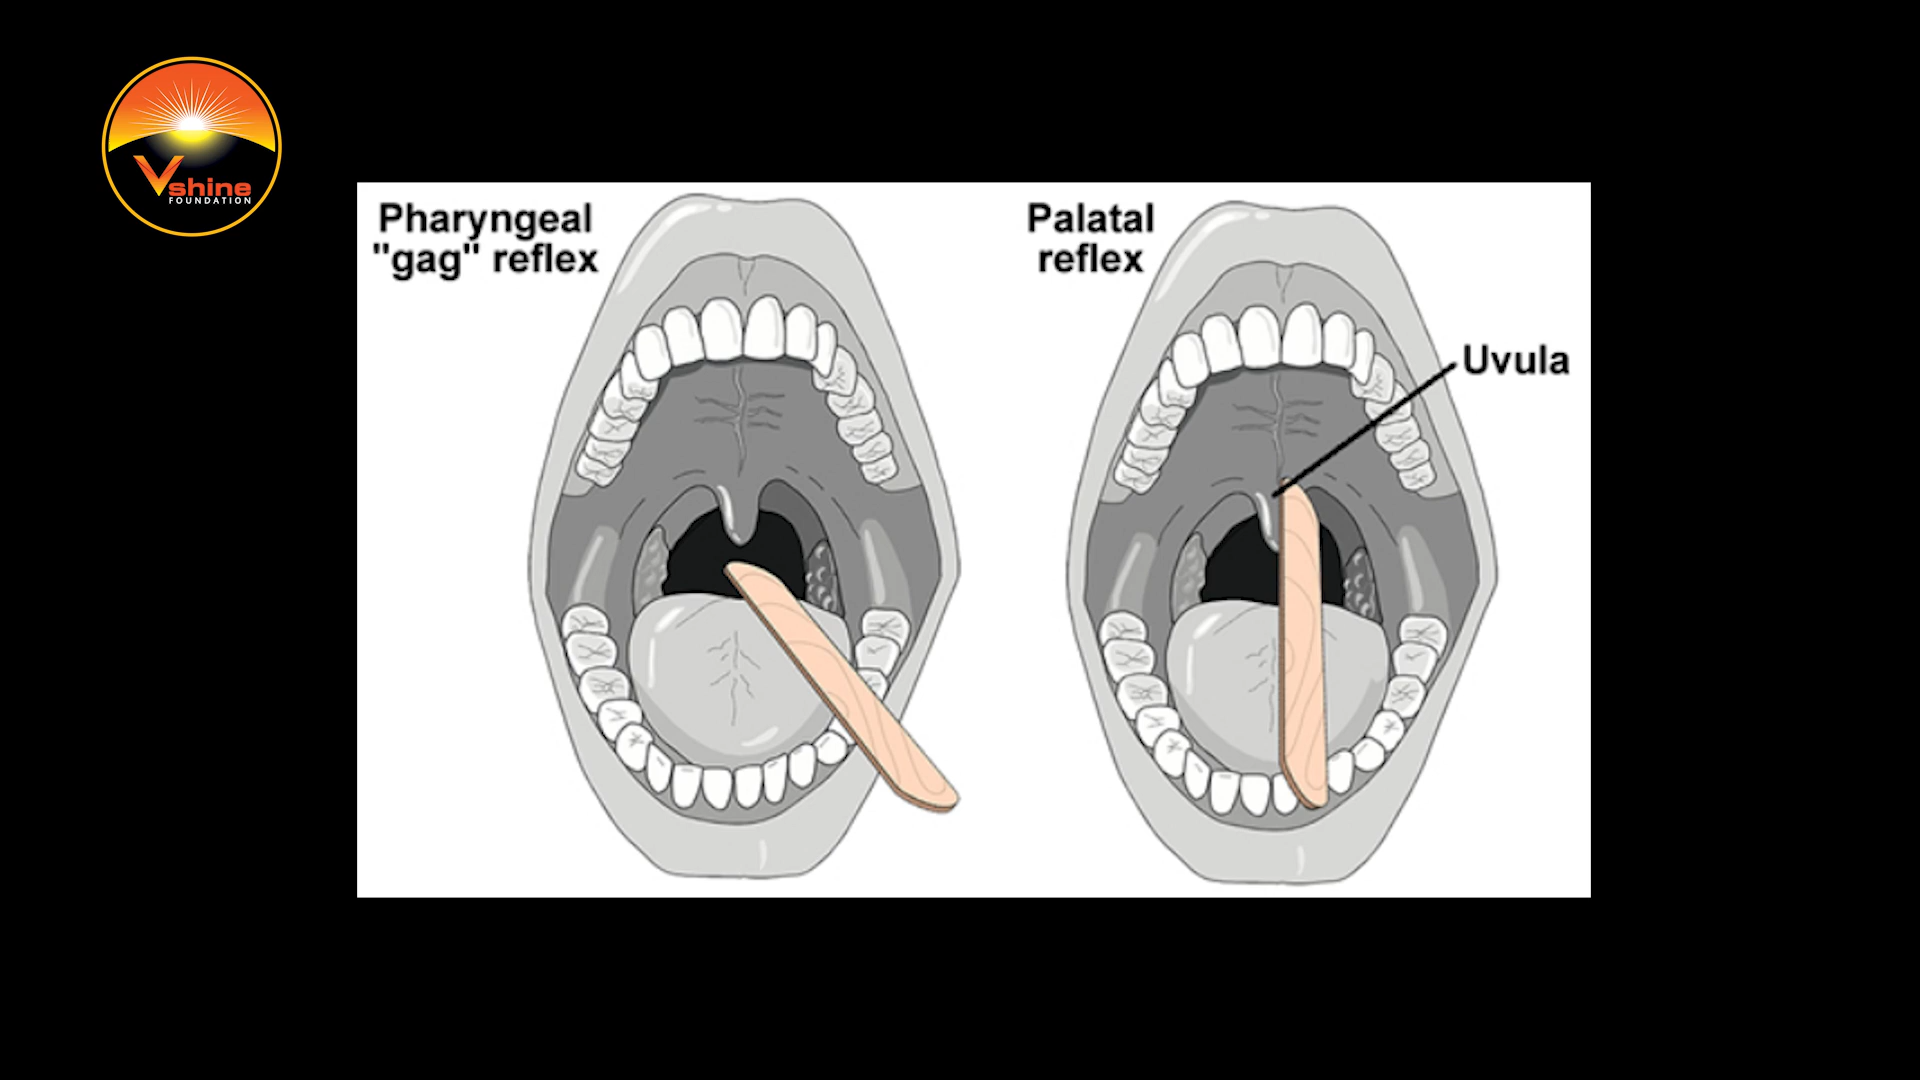 Vshine
FOUNDATION
Pharyngeal
"gag" reflex
Palatal
reflex
Uvula